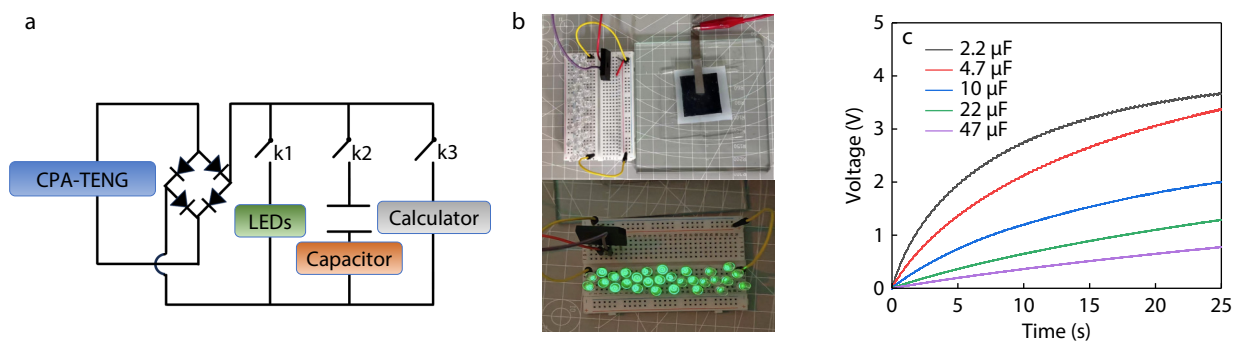 a
CPA-TENG
k1
k2
k3
LEDs
Capacitor
Calculator
b
c
2.2 μF
4.7 μF
10 μF
22 μF
47 μF
Voltage (V)
5
4
3
2
1
0
0
5
10
15
20
25
Time (s)